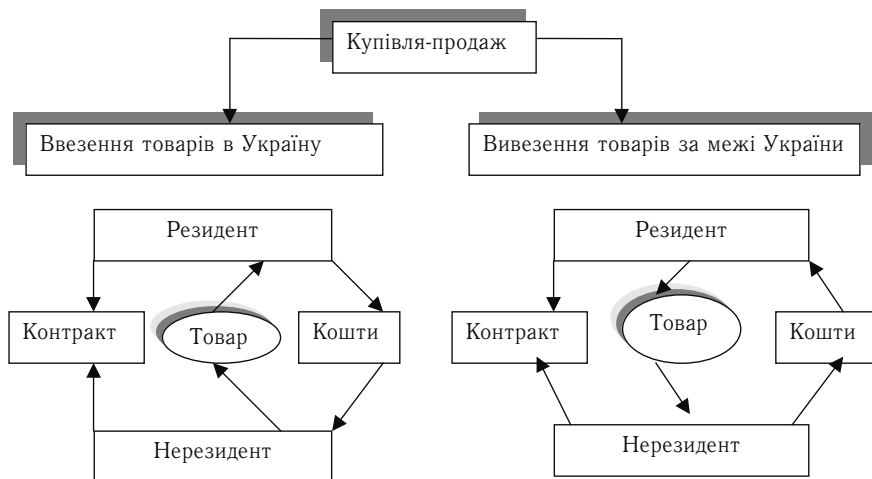 Купівля-продаж
Ввезення товарів в Україну
Вивезення товарів за межі України
Резидент
Контракт
Товар
Кошти
Нерезидент
Резидент
Контракт
Товар
Кошти
Нерезидент